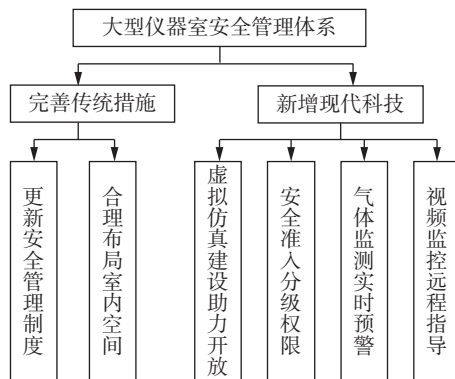 大型仪器室安全管理体系
完善传统措施
新增现代科技
更新安全管理制度
合理布局室内空间
虚拟仿真建设助力开放
安全准入分级权限
气体监测实时预警
视频监控远程指导